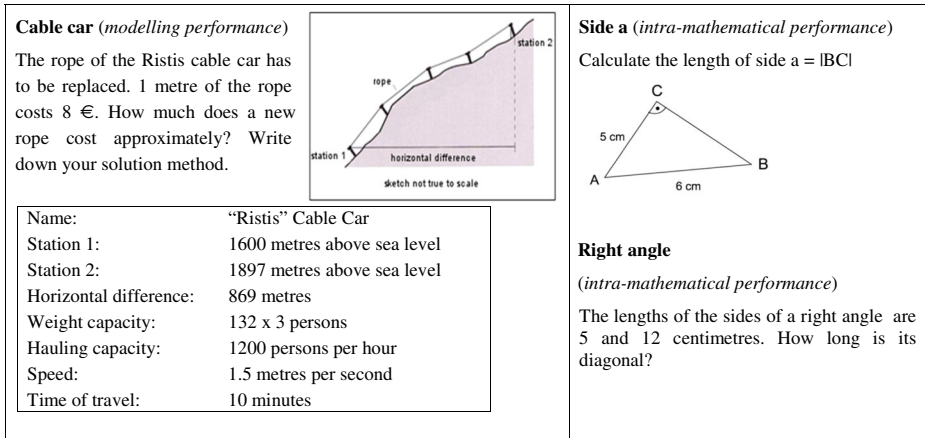 Cable car (modelling performance)
The rope of the Ristis cable car has
to be replaced. 1 metre of the rope
costs 8 €. How much does a new
rope cost approximately? Write
down your solution method.
station 2
rope
station 1
horizontal difference
sketch not true to scale
Name: "Ristis" Cable Car
Station 1: 1600 metres above sea level
Station 2: 1897 metres above sea level
Horizontal difference: 869 metres
Weight capacity: 132 x 3 persons
Hauling capacity: 1200 persons per hour
Speed: 1.5 metres per second
Time of travel: 10 minutes
Side a (intra-mathematical performance)
Calculate the length of side a = |BC|
C
5 cm
B
A
6 cm
Right angle
(intra-mathematical performance)
The lengths of the sides of a right angle are
5 and 12 centimetres. How long is its
diagonal?